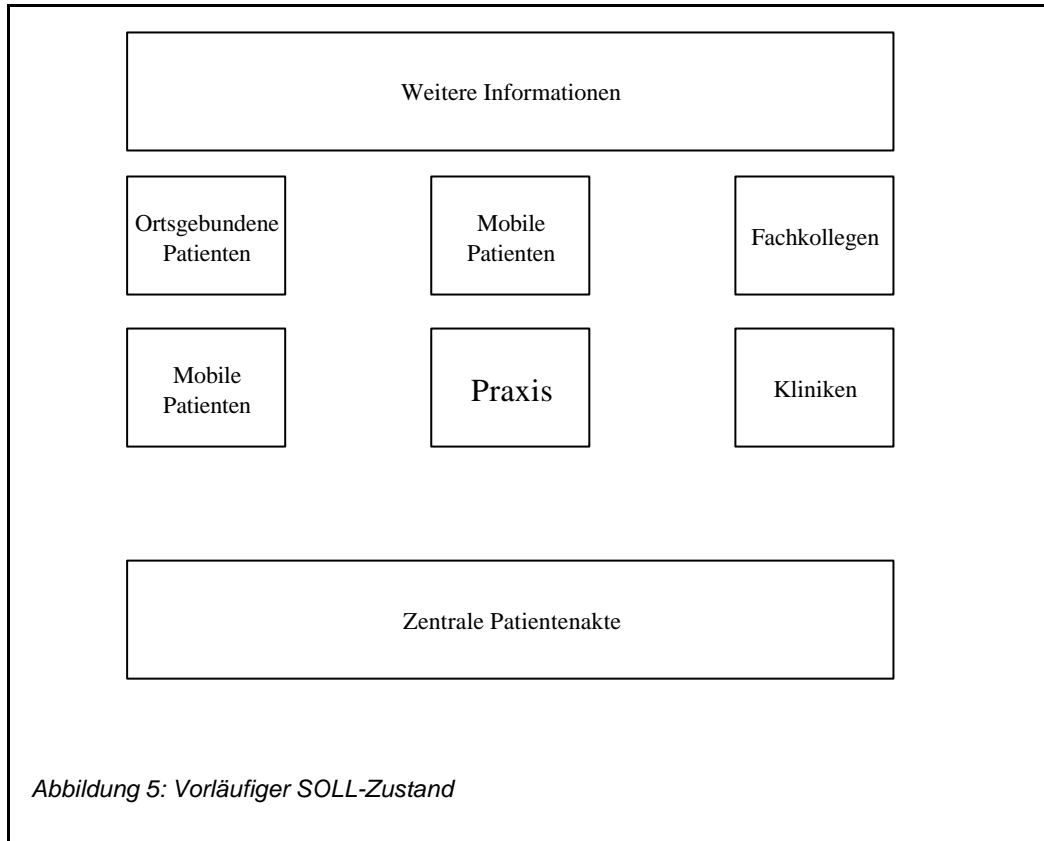 Weitere Informationen
Ortsgebundene
Patienten
Mobile
Patienten
Fachkollegen
Mobile
Patienten
Praxis
Kliniken
Zentrale Patientenakte
Abbildung 5: Vorläufiger SOLL-Zustand